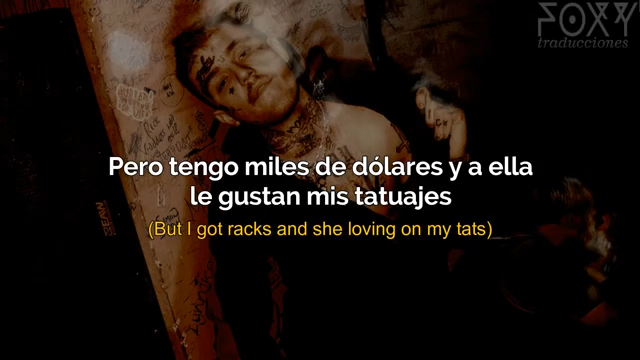 FOXY
traducciones
Pero tengo miles de dólares y a ella
le gustan mis tatuajes
(But I got racks and she loving on my tats)